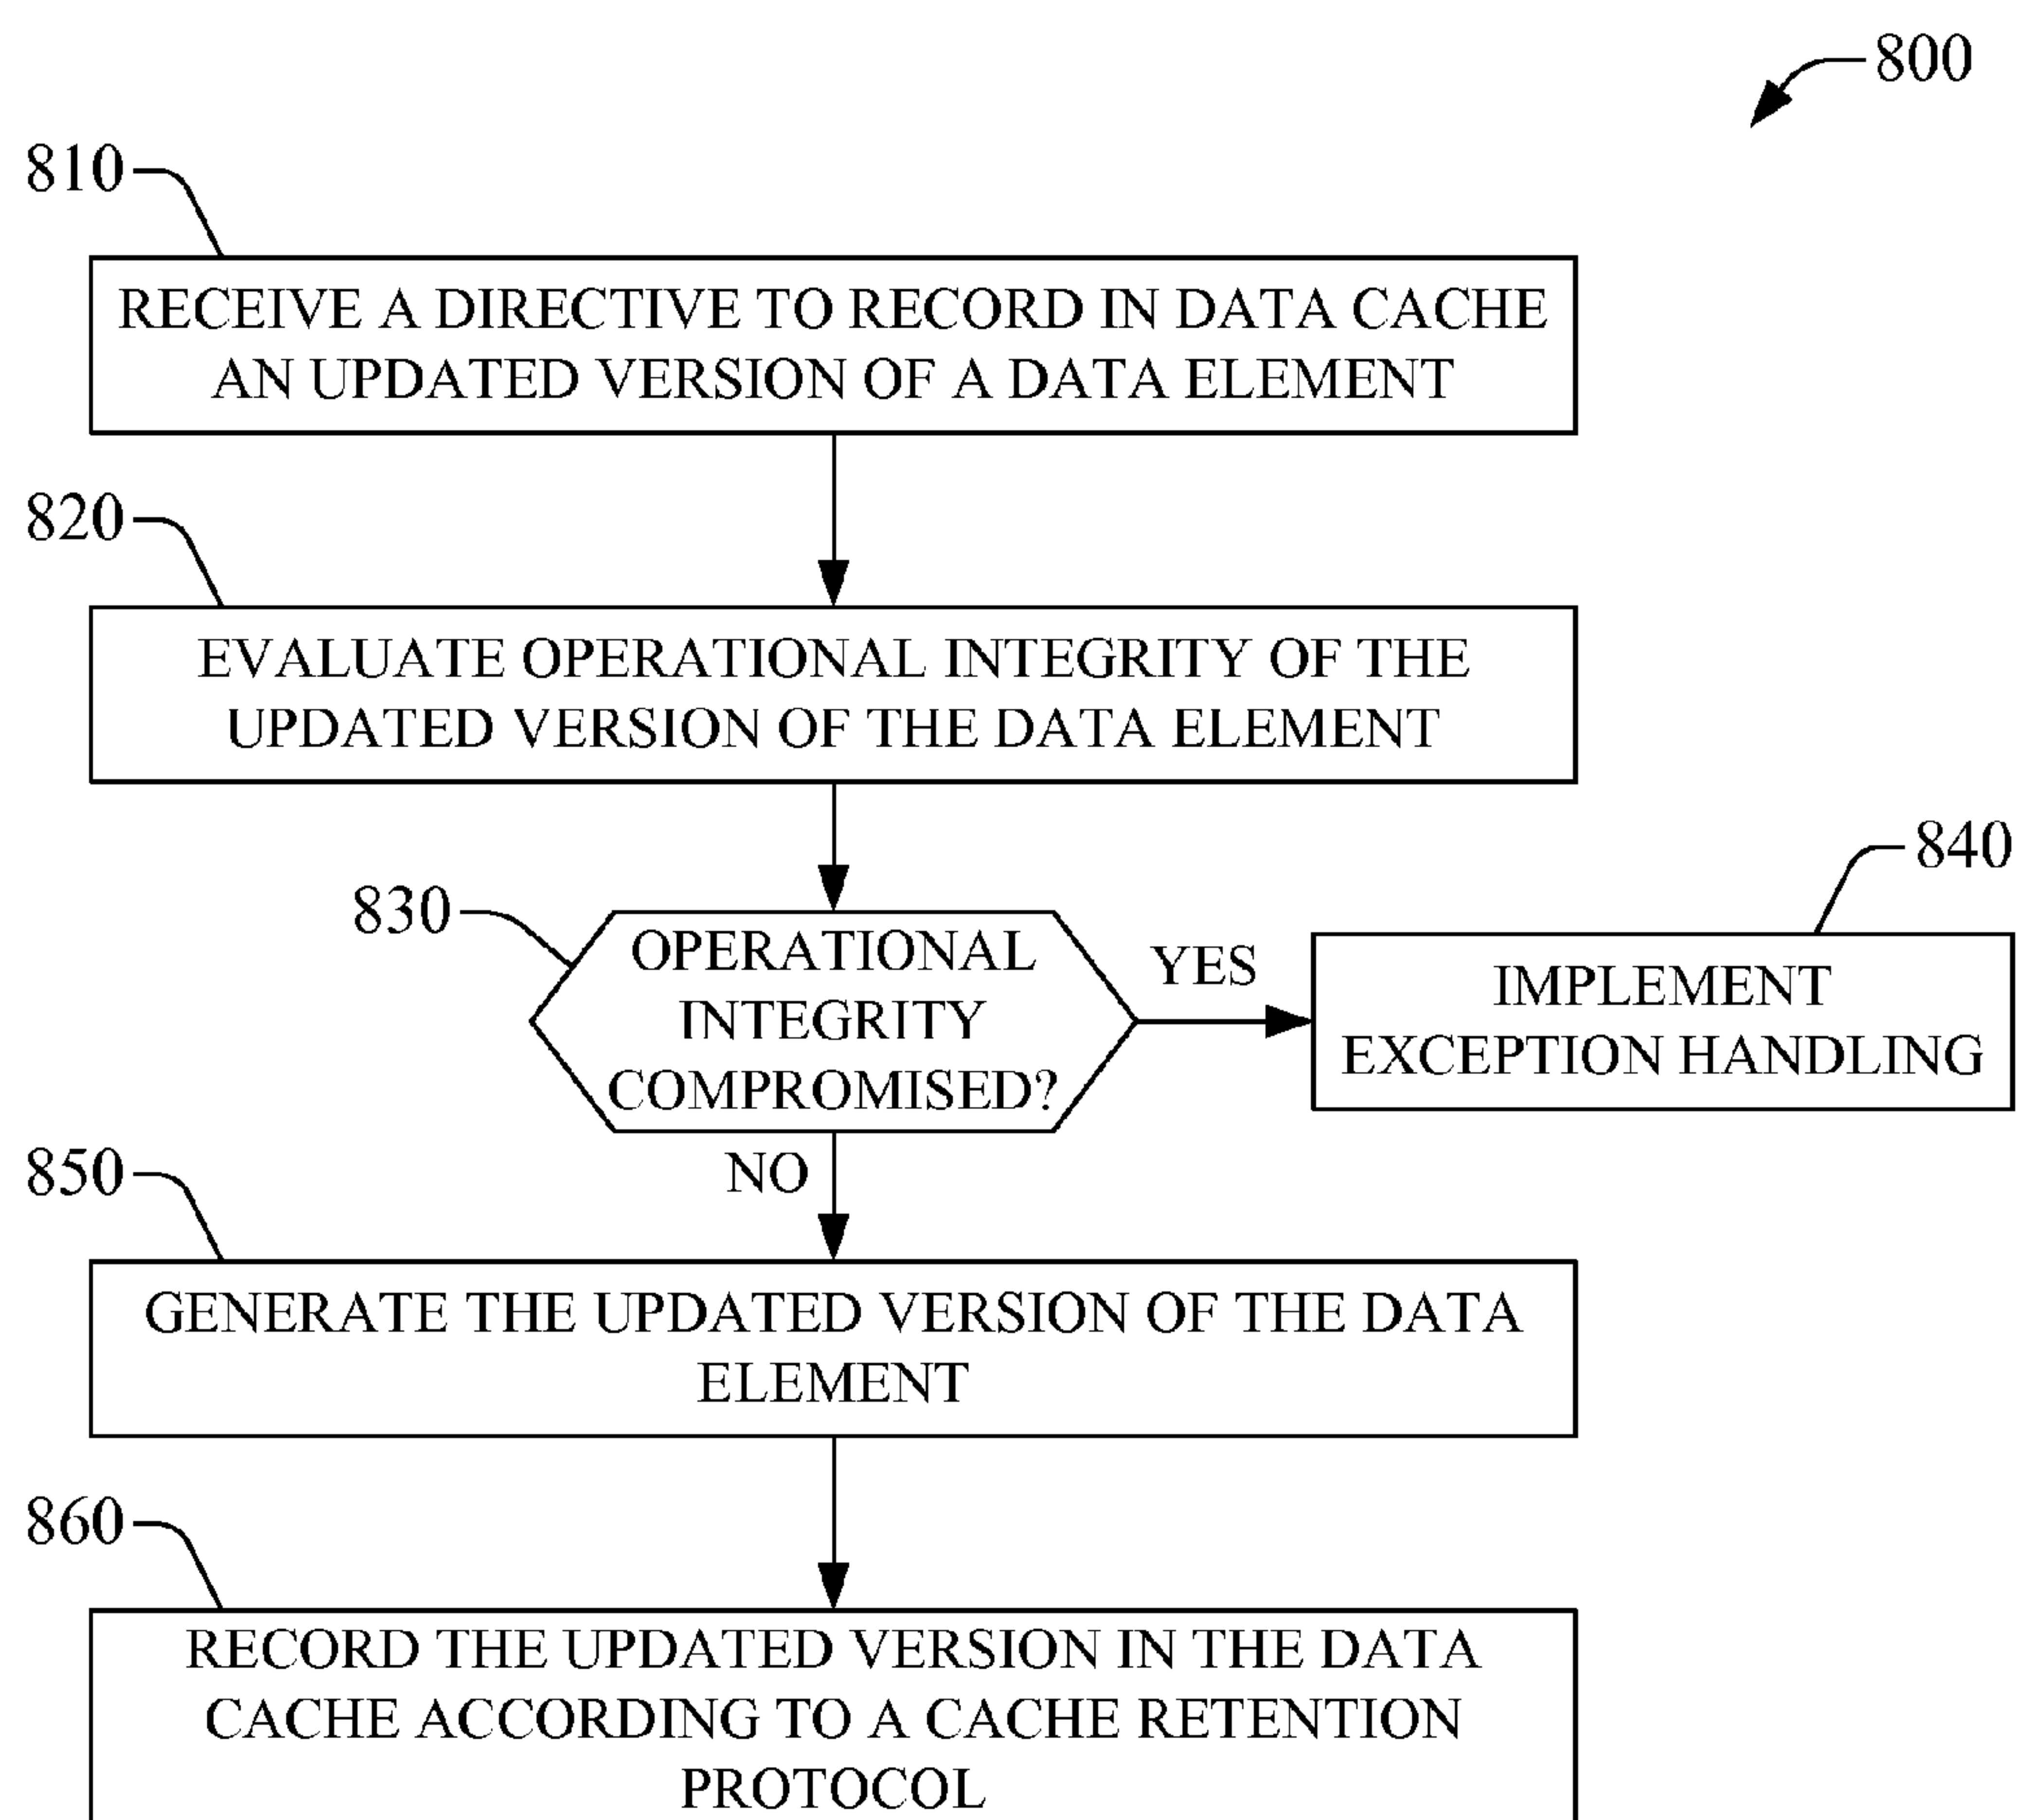 800
810
RECEIVE A DIRECTIVE TO RECORD IN DATA CACHE
AN UPDATED VERSION OF A DATA ELEMENT
820
EVALUATE OPERATIONAL INTEGRITY OF THE
UPDATED VERSION OF THE DATA ELEMENT
830
OPERATIONAL
INTEGRITY
COMPROMISED?
YES
840
IMPLEMENT
EXCEPTION HANDLING
NO
850
GENERATE THE UPDATED VERSION OF THE DATA
ELEMENT
860
RECORD THE UPDATED VERSION IN THE DATA
CACHE ACCORDING TO A CACHE RETENTION
PROTOCOL